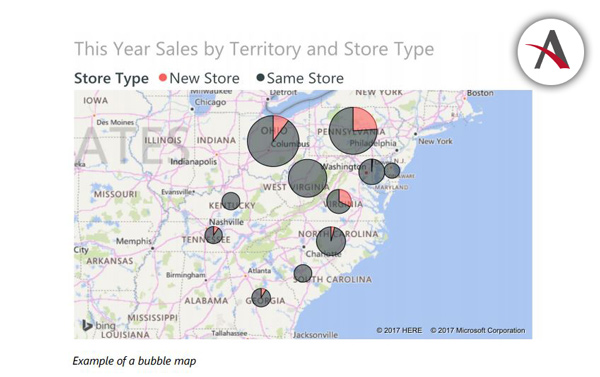 This Year Sales by Territory and Store Type
Store Type New Store Same Store
IOWA
Milwaukee
Detroit
NEW YORK
Boston
Chicago
Des Moines
ATES
ILLINOIS
INDIANA
OHIO
PENNSYLVANIA
New York
Columbus
Philadelphia
N.J.
Indianapolis
Washington
MISSOURI
Evansville
WEST VIRGINIA
MARYLAND
KENTUCKY
VIRGINIA
Nashville
TENNESSEE
NORTH CAROLINA
City
Memphis
Charlotte
ARKANSAS
Atlanta
Birmingham
SOUTH CAROLINA
ALABAMA
GEORGIA
MISSISSIPPI
bing
© 2017 HERE © 2017 Microsoft Corporation
LOUISIANA
Tallahassee
Jacksonville
Example of a bubble map